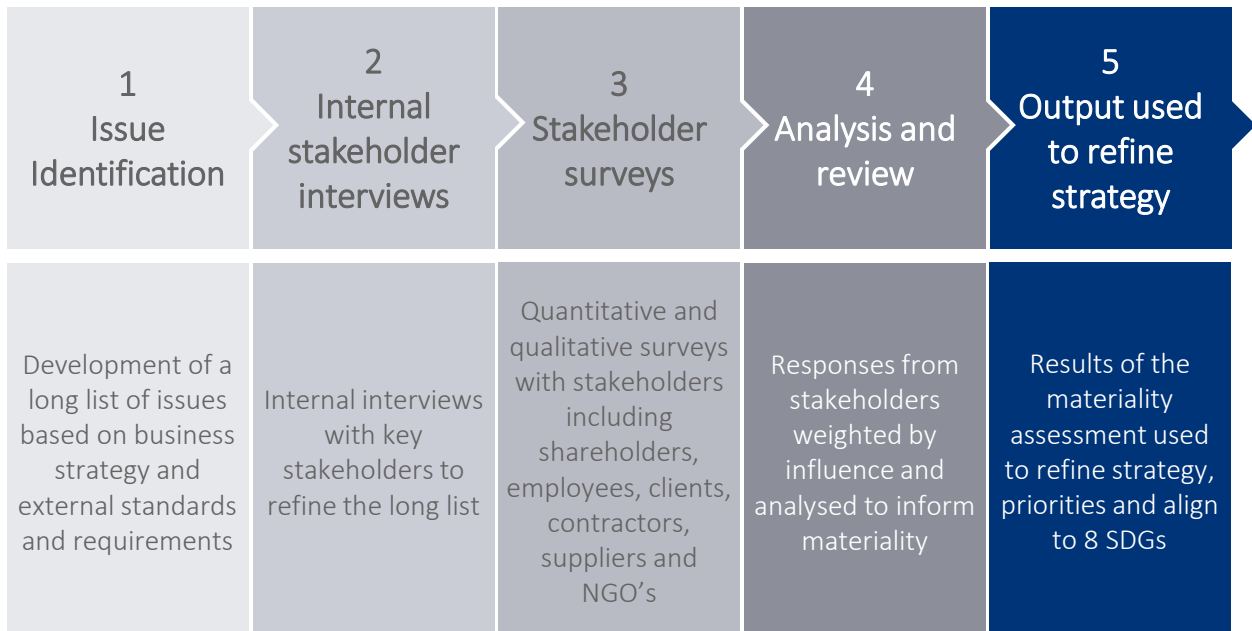 1
Issue
Identification
2
Internal
stakeholder
interviews
3
Stakeholder
surveys
4
Analysis and
review
5
Output used
to refine
strategy
Development of a
long list of issues
based on business
strategy and
external standards
and requirements
Internal interviews
with key
stakeholders to
refine the long list
Quantitative and
qualitative surveys
with stakeholders
including
shareholders,
employees, clients,
contractors,
suppliers and
NGO’s
Responses from
stakeholders
weighted by
influence and
analysed to inform
materiality
Results of the
materiality
assessment used
to refine strategy,
priorities and align
to 8 SDGs